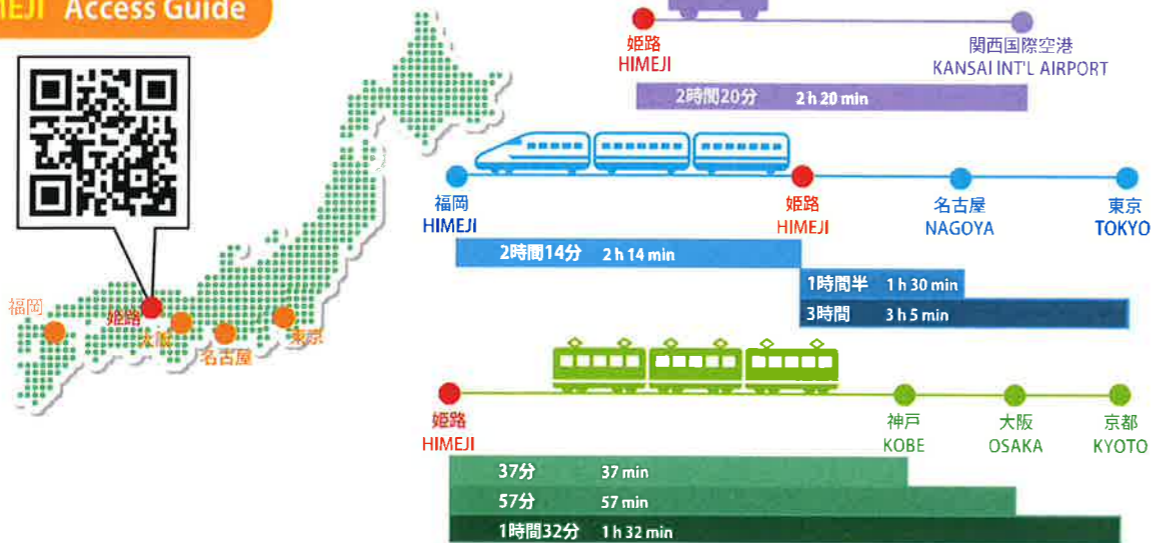 Access Guide
姫路
HIMEJI
関西国際空港
KANSAI INT'L AIRPORT
2時間20分 2 h 20 min
福岡
HIMEJI
姫路
HIMEJI
名古屋
NAGOYA
東京
TOKYO
2時間14分 2 h 14 min
1時間半 1 h 30 min
3時間 3 h 5 min
福岡
姫路
大阪
名古屋
東京
姫路
HIMEJI
神戸
KOBE
大阪
OSAKA
京都
KYOTO
37分 37 min
57分 57 min
1時間32分 1 h 32 min